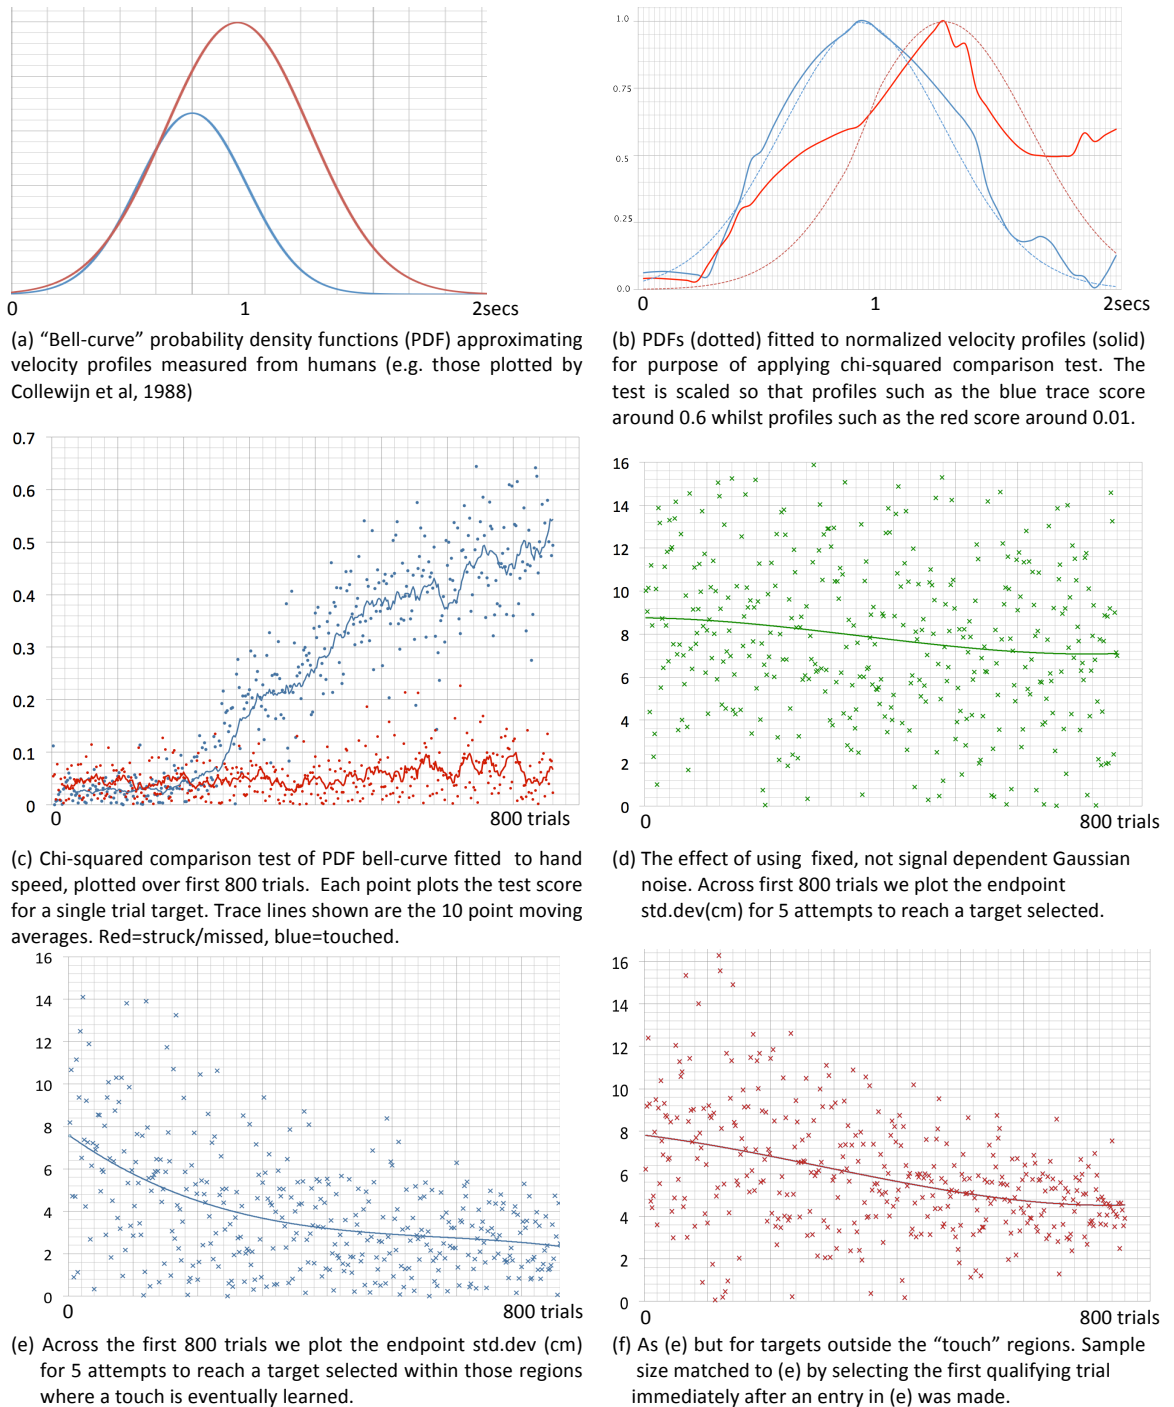 0 1 2secs
(a) “Bell-curve” probability density functions (PDF) approximating
velocity profiles measured from humans (e.g. those plotted by
Collewijn et al, 1988)
1.0
0.75
0.5
0.25
0.0
0 1 2secs
(b) PDFs (dotted) fitted to normalized velocity profiles (solid)
for purpose of applying chi-squared comparison test. The
test is scaled so that profiles such as the blue trace score
around 0.6 whilst profiles such as the red score around 0.01.
0.7
0.6
0.5
0.4
0.3
0.2
0.1
0
0 800 trials
(c) Chi-squared comparison test of PDF bell-curve fitted to hand
speed, plotted over first 800 trials. Each point plots the test score
for a single trial target. Trace lines shown are the 10 point moving
averages. Red=struck/missed, blue=touched.
16
14
12
10
8
6
4
2
0
0 800 trials
(d) The effect of using fixed, not signal dependent Gaussian
noise. Across first 800 trials we plot the endpoint
std.dev(cm) for 5 attempts to reach a target selected.
16
14
12
10
8
6
4
2
0
0 800 trials
(e) Across the first 800 trials we plot the endpoint std.dev (cm)
for 5 attempts to reach a target selected within those regions
where a touch is eventually learned.
16
14
12
10
8
6
4
2
0
0 800 trials
(f) As (e) but for targets outside the “touch” regions. Sample
size matched to (e) by selecting the first qualifying trial
immediately after an entry in (e) was made.